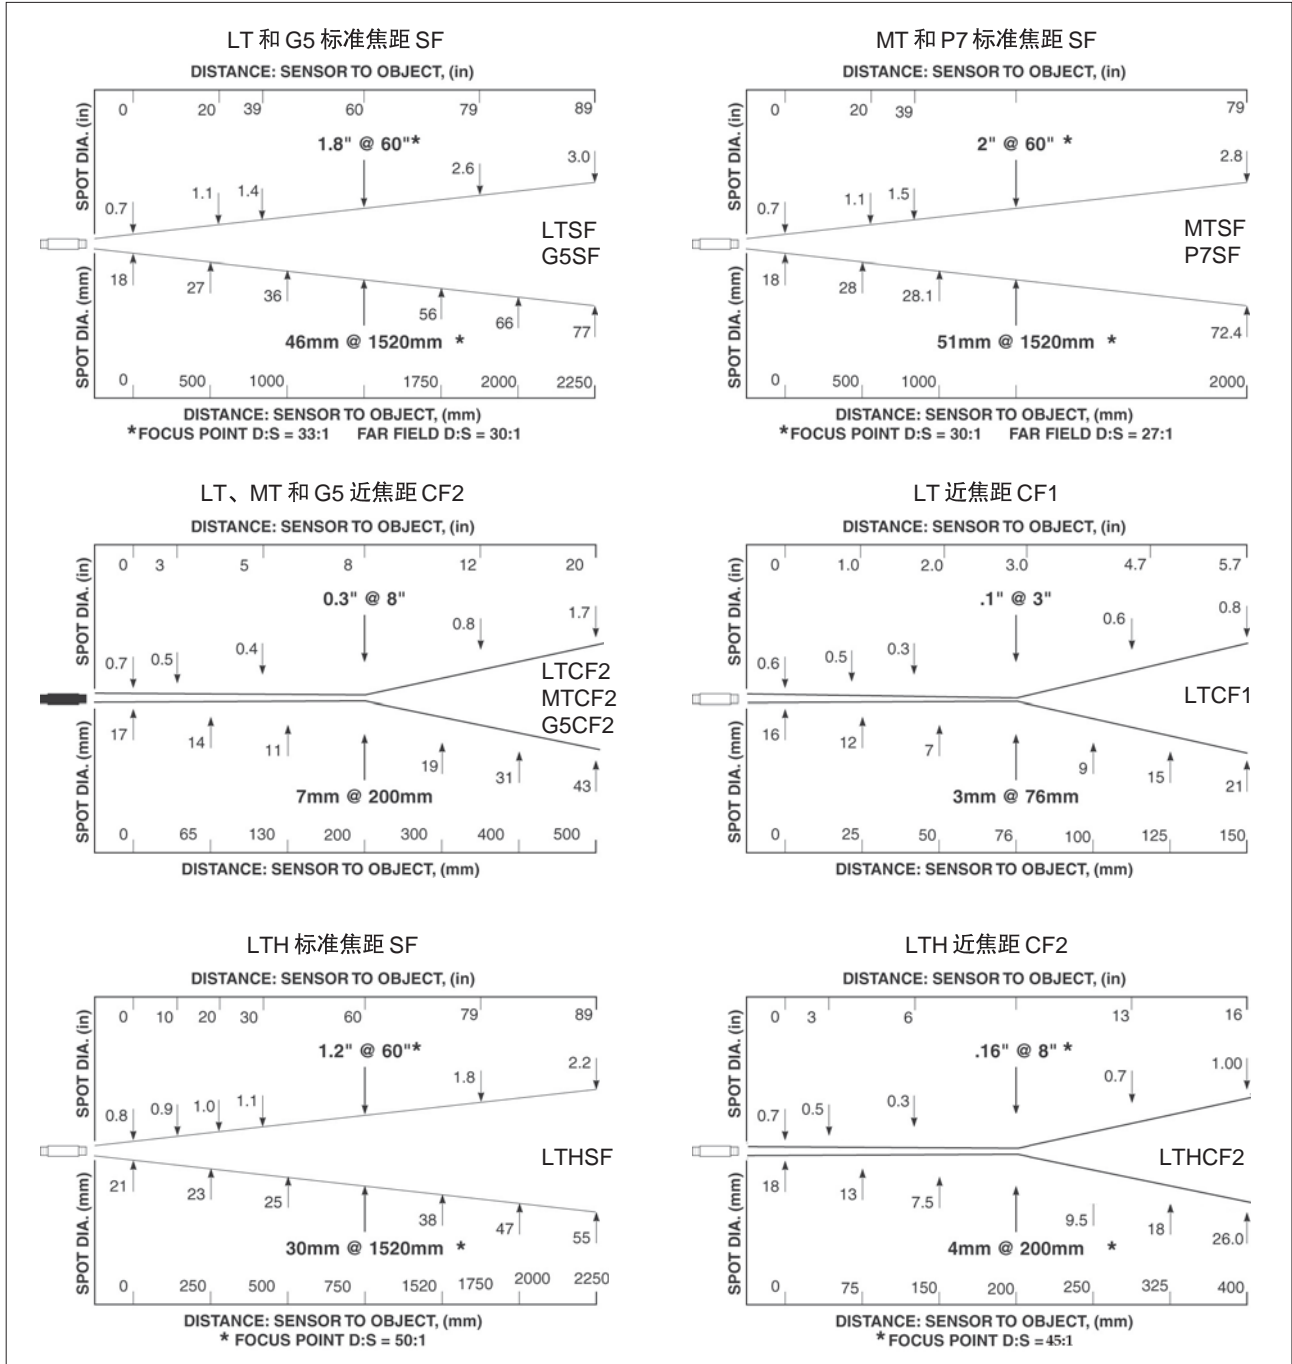 LT 和 G5 标准焦距 SF
DISTANCE: SENSOR TO OBJECT, (in)
SPOT DIA. (in)
0 20 39 60 79 89
1.8" @ 60"*
0.7 1.1 1.4 2.6 3.0
LTSF
G5SF
SPOT DIA. (mm)
18 27 36 56 66 77
46mm @ 1520mm *
0 500 1000 1750 2000 2250
DISTANCE: SENSOR TO OBJECT, (mm)
*FOCUS POINT D:S = 33:1 FAR FIELD D:S = 30:1
MT 和 P7 标准焦距 SF
DISTANCE: SENSOR TO OBJECT, (in)
SPOT DIA. (in)
0 20 39 79
2" @ 60" *
0.7 1.1 1.5 2.8
MTSF
P7SF
SPOT DIA. (mm)
18 28 28.1 72.4
51mm @ 1520mm *
0 500 1000 2000
DISTANCE: SENSOR TO OBJECT, (mm)
*FOCUS POINT D:S = 30:1 FAR FIELD D:S = 27:1
LT、MT 和 G5 近焦距 CF2
DISTANCE: SENSOR TO OBJECT, (in)
SPOT DIA. (in)
0 3 5 8 12 20
0.3" @ 8"
0.7 0.5 0.4 0.8 1.7
LTCF2
MTCF2
G5CF2
SPOT DIA. (mm)
17 14 11 19 31 43
7mm @ 200mm
0 65 130 200 300 400 500
DISTANCE: SENSOR TO OBJECT, (mm)
LT 近焦距 CF1
DISTANCE: SENSOR TO OBJECT, (in)
SPOT DIA. (in)
0 1.0 2.0 3.0 4.7 5.7
.1" @ 3"
0.6 0.5 0.3 0.6 0.8
LTCF1
SPOT DIA. (mm)
16 12 7 9 15 21
3mm @ 76mm
0 25 50 76 100 125 150
DISTANCE: SENSOR TO OBJECT, (mm)
LTH 标准焦距 SF
DISTANCE: SENSOR TO OBJECT, (in)
SPOT DIA. (in)
0 10 20 30 60 79 89
1.2" @ 60"*
0.8 0.9 1.0 1.1 1.8 2.2
LTHSF
SPOT DIA. (mm)
21 23 25 38 47 55
30mm @ 1520mm *
0 250 500 750 1520 1750 2000 2250
DISTANCE: SENSOR TO OBJECT, (mm)
* FOCUS POINT D:S = 50:1
LTH 近焦距 CF2
DISTANCE: SENSOR TO OBJECT, (in)
SPOT DIA. (in)
0 3 6 13 16
.16" @ 8" *
0.7 0.5 0.3 0.7 1.00
LTHCF2
SPOT DIA. (mm)
18 13 7.5 9.5 18 26.0
4mm @ 200mm *
0 75 150 200 250 325 400
DISTANCE: SENSOR TO OBJECT, (mm)
*FOCUS POINT D:S =45:1